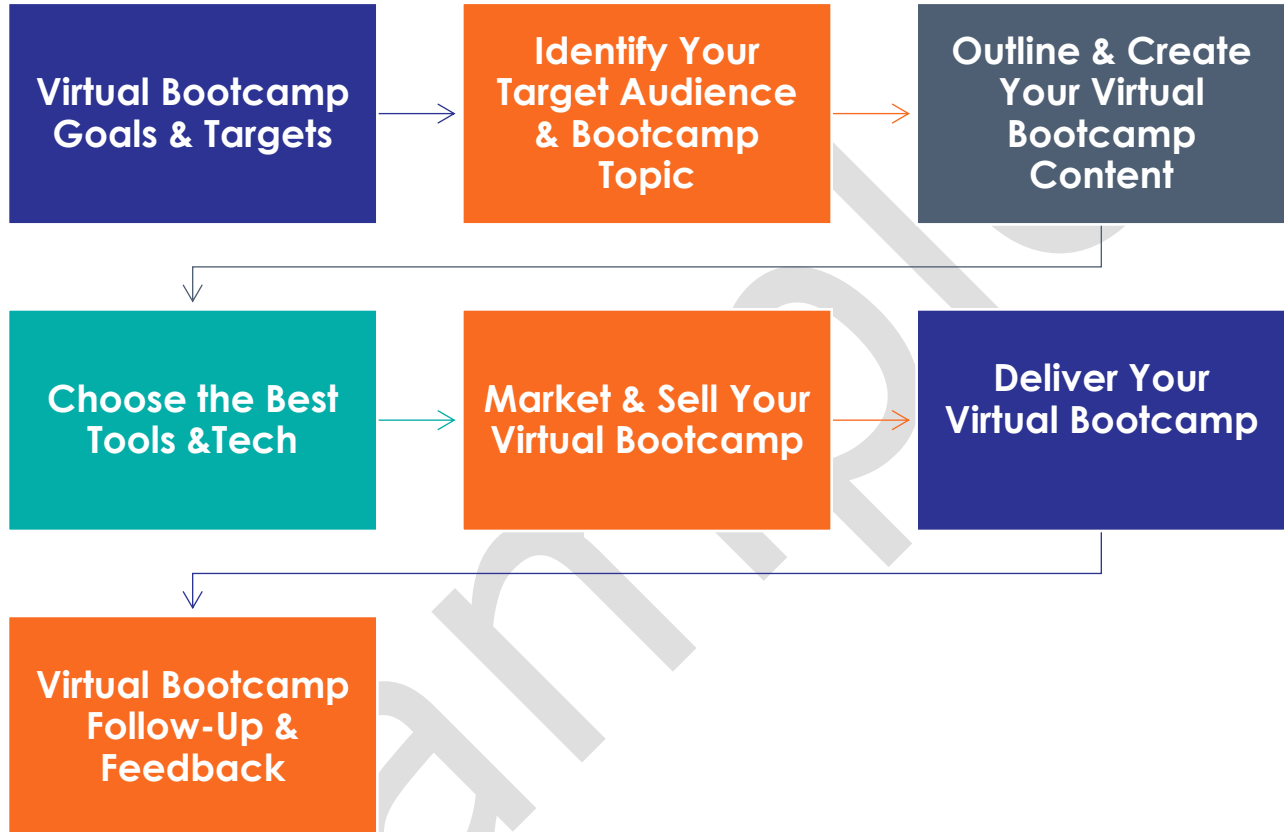 Virtual Bootcamp
Goals & Targets
Identify Your
Target Audience
& Bootcamp
Topic
Outline & Create
Your Virtual
Bootcamp
Content
Choose the Best
Tools &Tech
Market & Sell Your
Virtual Bootcamp
Deliver Your
Virtual Bootcamp
Virtual Bootcamp
Follow-Up &
Feedback